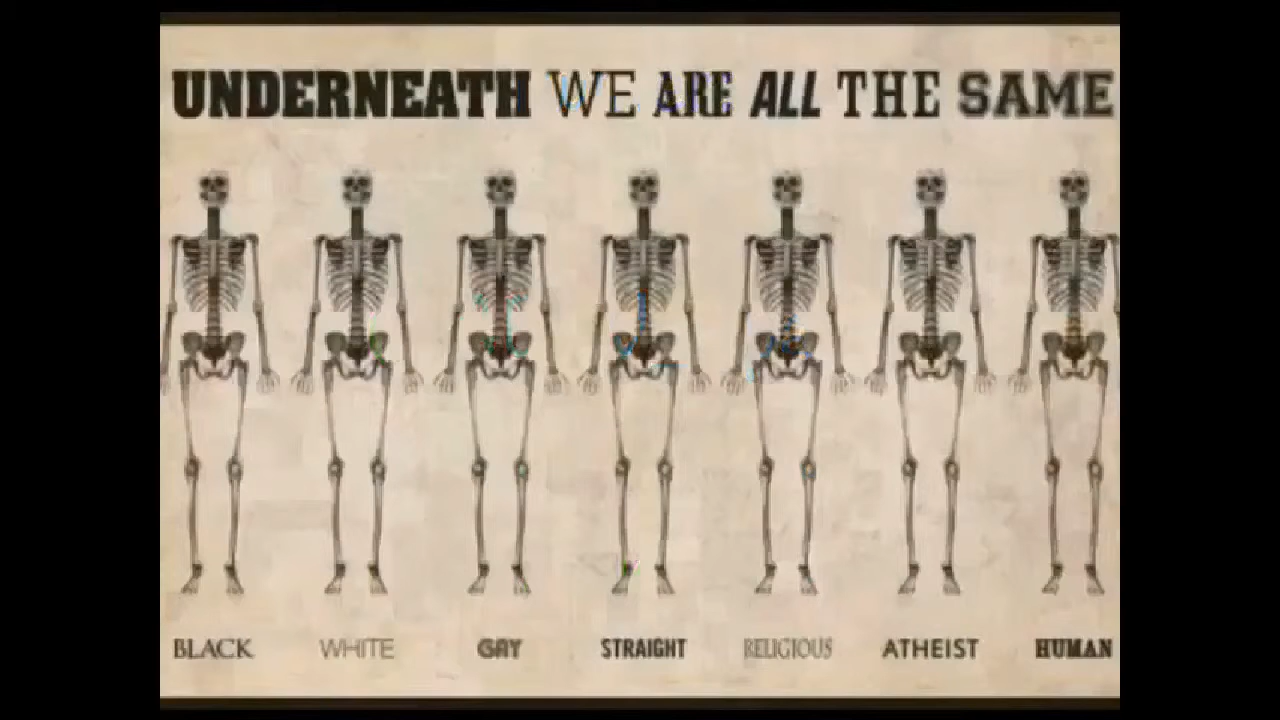 UNDERNEATH WE ARE ALL THE SAME
BLACK WHITE GAY STRAIGHT RELIGIOUS ATHEIST HUMAN